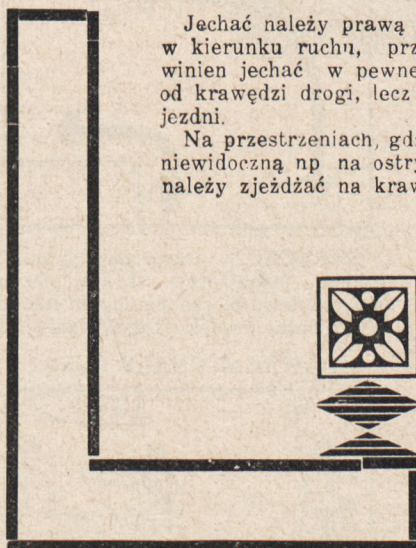 Jechać należy prawą
w kierunku ruchu, prz
winien jechać w pewne
od krawędzi drogi, lecz
jezdni.
Na przestrzeniach, gdz
niewidoczną np na ostry
należy zjeżdżać na kraw